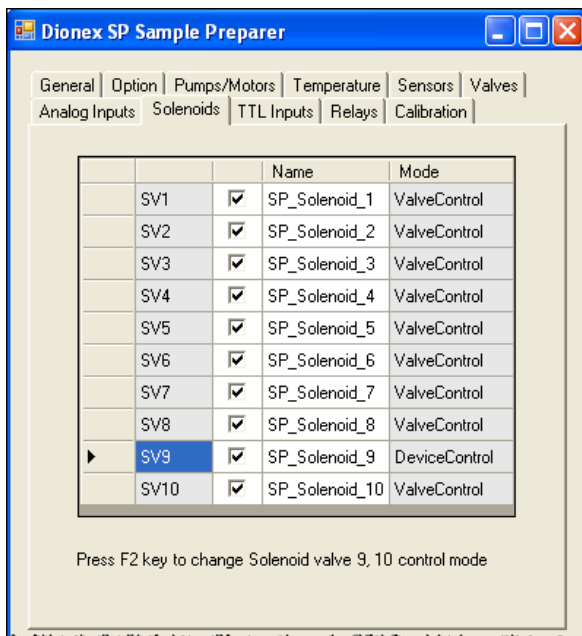 Dionex SP Sample Preparer
General Option Pumps/Motors Temperature Sensors Valves
Analog Inputs Solenoids TTL Inputs Relays Calibration
Name Mode
SV1 SP_Solenoid_1 ValveControl
SV2 SP_Solenoid_2 ValveControl
SV3 SP_Solenoid_3 ValveControl
SV4 SP_Solenoid_4 ValveControl
SV5 SP_Solenoid_5 ValveControl
SV6 SP_Solenoid_6 ValveControl
SV7 SP_Solenoid_7 ValveControl
SV8 SP_Solenoid_8 ValveControl
SV9 SP_Solenoid_9 DeviceControl
SV10 SP_Solenoid_10 ValveControl
Press F2 key to change Solenoid valve 9, 10 control mode